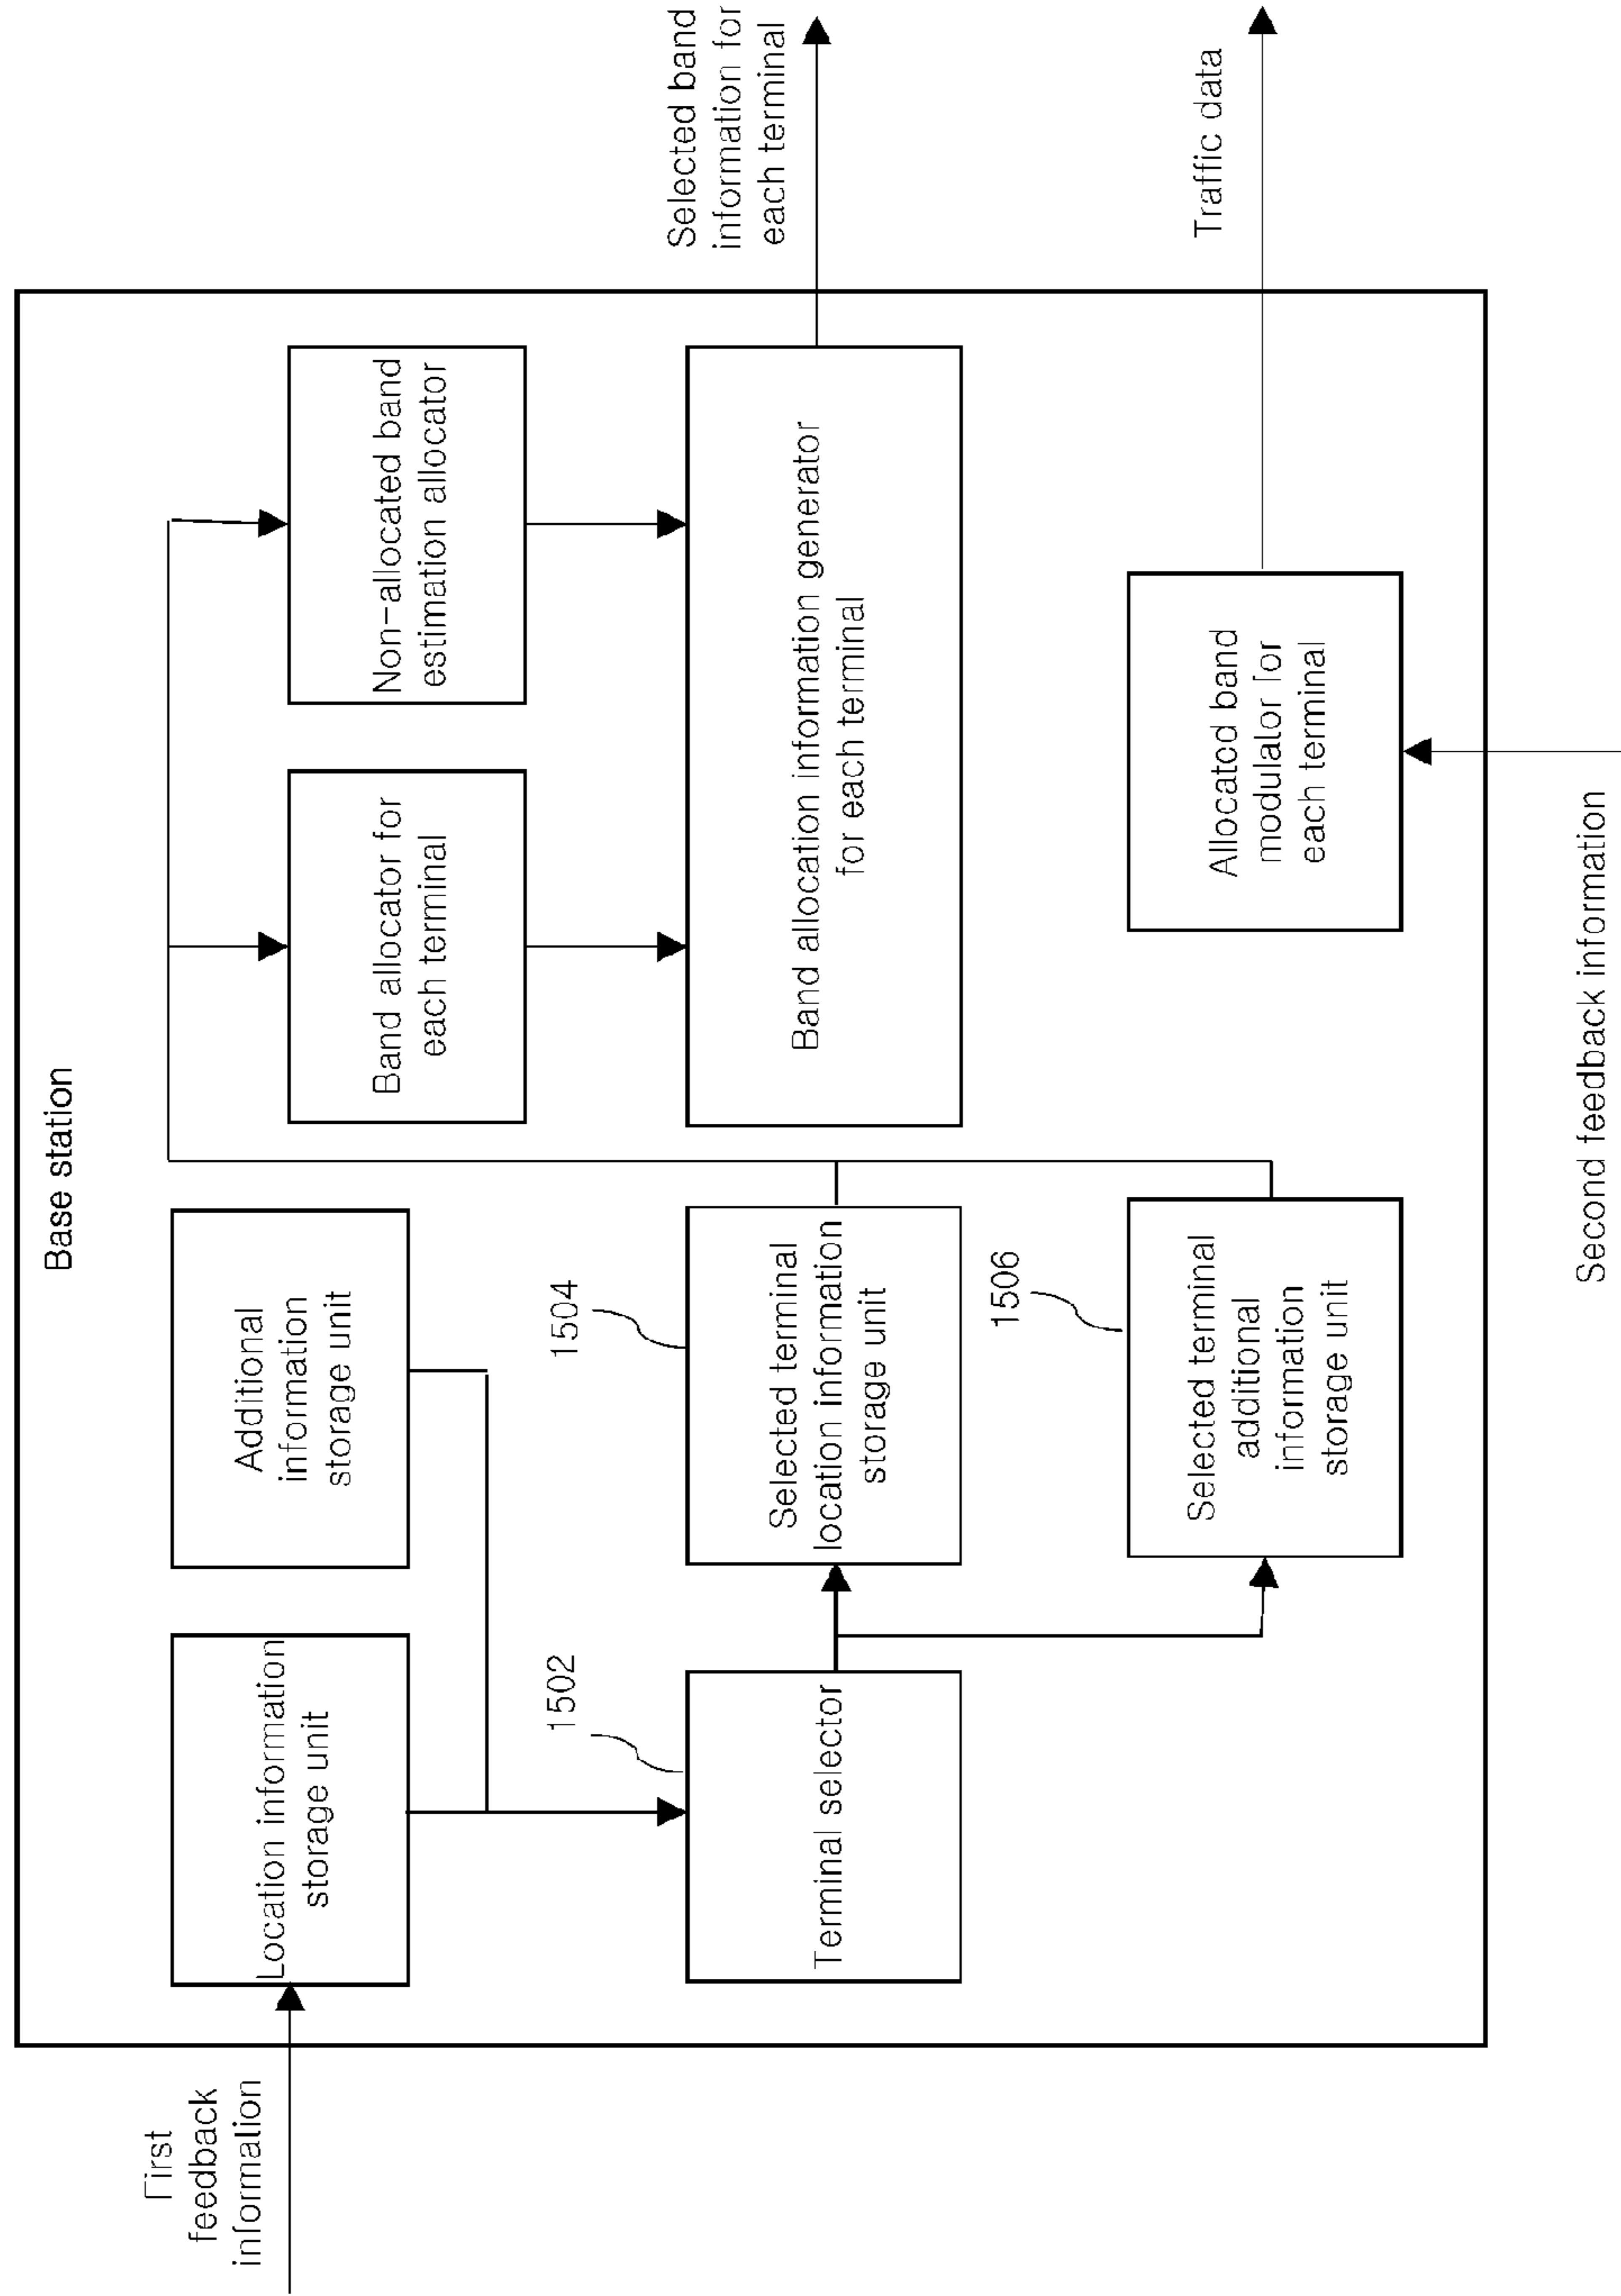 Base station
First
feedback
information
Location information
storage unit
Additional
information
storage unit
Band allocator for
each terminal
Non-allocated band
estimation allocator
1502
Terminal selector
1504
Selected terminal
location information
storage unit
Band allocation information generator
for each terminal
Selected band
information for
each terminal
1506
Selected terminal
additional
information
storage unit
Allocated band
modulator for
each terminal
Traffic data
Second feedback information